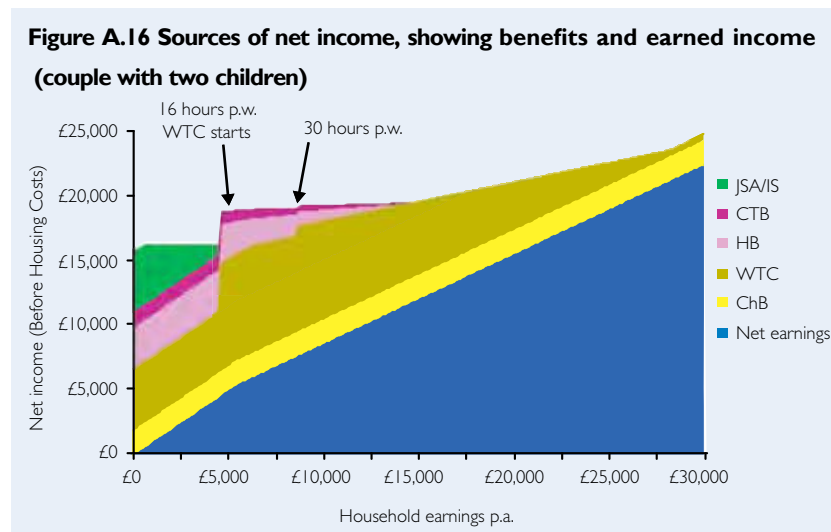 Figure A.16 Sources of net income, showing benefits and earned income
(couple with two children)
16 hours p.w.
WTC starts
30 hours p.w.
£25,000
£20,000
£15,000
£10,000
£5,000
£0
Net income (Before Housing Costs)
JSA/IS
CTB
HB
WTC
ChB
Net earnings
£0
£5,000
£10,000
£15,000
£20,000
£25,000
£30,000
Household earnings p.a.